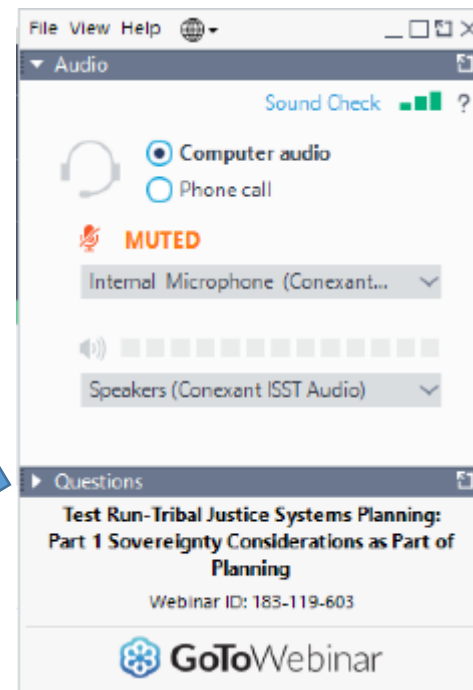 File View Help
Audio
Sound Check ?
Computer audio
Phone call
MUTED
Internal Microphone (Conexant...
Speakers (Conexant ISST Audio)
Questions
Test Run-Tribal Justice Systems Planning:
Part 1 Sovereignty Considerations as Part of
Planning
Webinar ID: 183-119-603
GoToWebinar